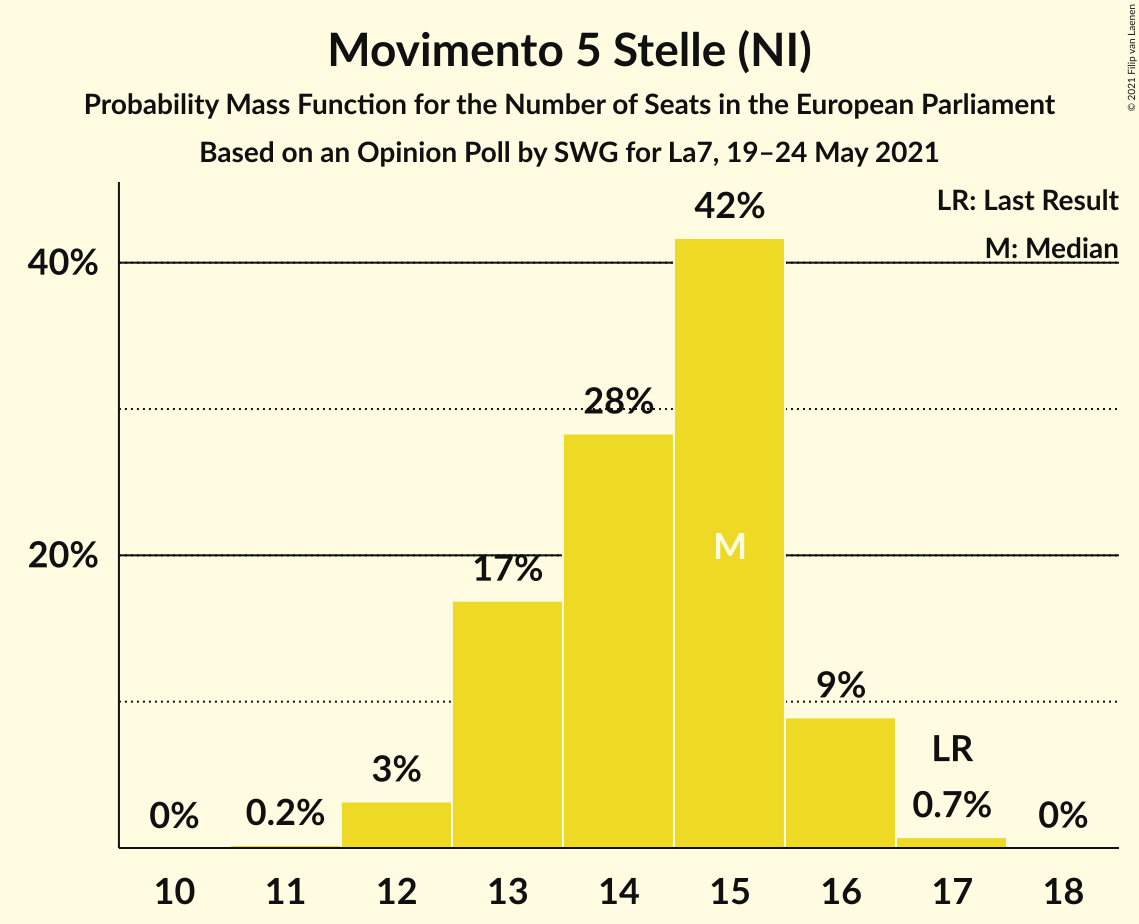 Movimento 5 Stelle (NI)
Probability Mass Function for the Number of Seats in the European Parliament
Based on an Opinion Poll by SWG for La7, 19–24 May 2021
© 2021 Filip van Laenen
LR: Last Result
M: Median
40%
20%
0%
0.2%
3%
17%
28%
42%
M
9%
LR
0.7%
0%
10 11 12 13 14 15 16 17 18